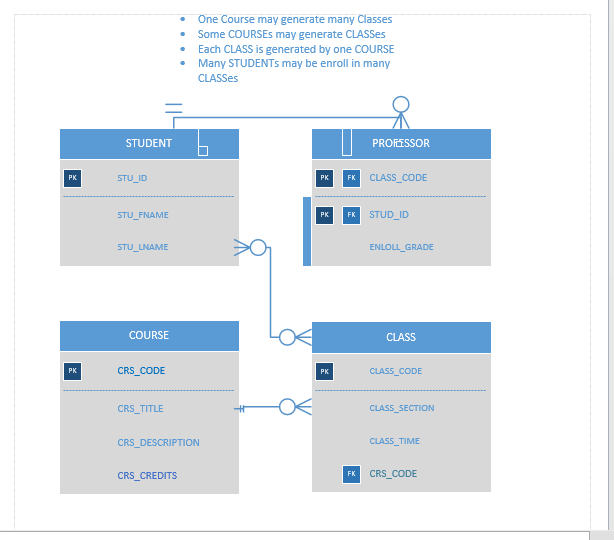 One Course may generate many Classes
Some COURSEs may generate CLASSes
Each CLASS is generated by one COURSE
Many STUDENTs may be enroll in many
CLASSes
STUDENT
PK STU_ID
STU_FNAME
STU_LNAME
PROFESSOR
PK FK CLASS_CODE
PK FK STUD_ID
ENLOLL_GRADE
COURSE
PK CRS_CODE
CRS_TITLE
CRS_DESCRIPTION
CRS_CREDITS
CLASS
PK CLASS_CODE
CLASS_SECTION
CLASS_TIME
FK CRS_CODE